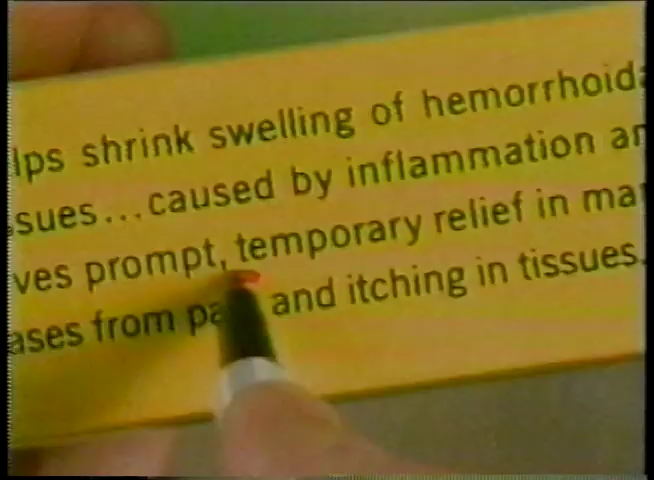 lps shrink swelling of hemorrhoida
ssues...caused by inflammation an
ves prompt, temporary relief in ma
ases from pa and itching in tissues.